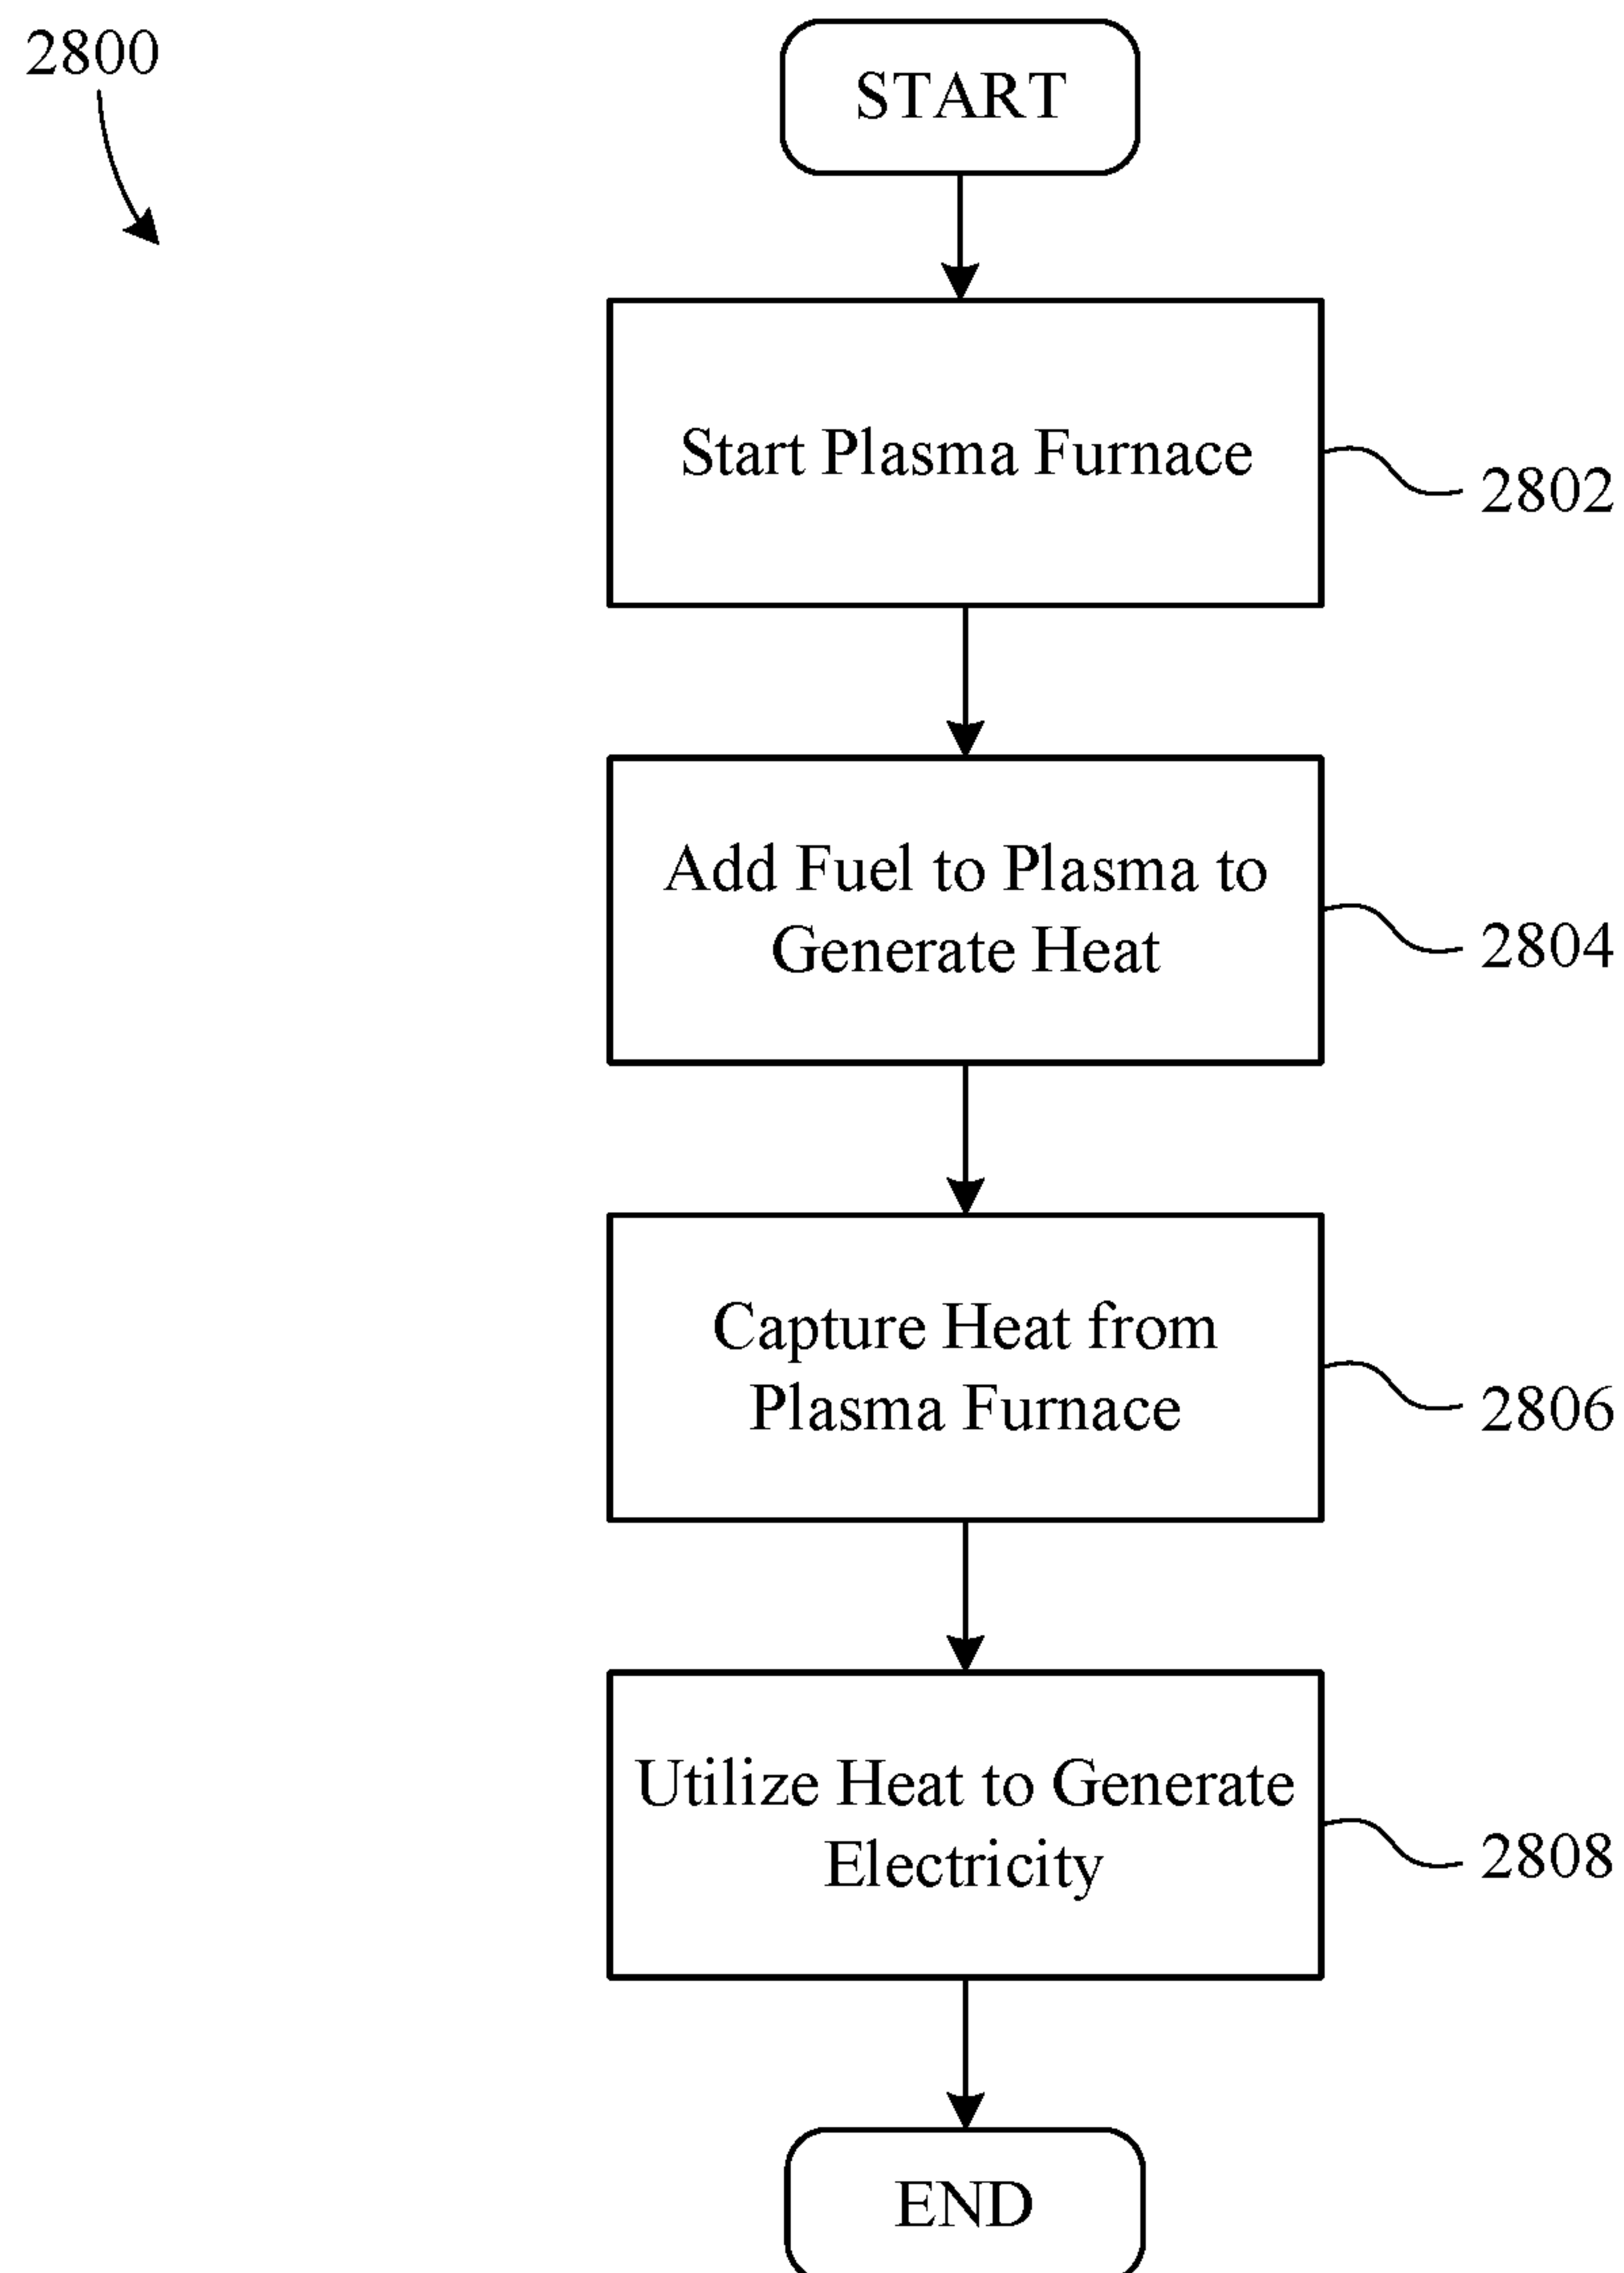 2800
START
Start Plasma Furnace
2802
Add Fuel to Plasma to
Generate Heat
2804
Capture Heat from
Plasma Furnace
2806
Utilize Heat to Generate
Electricity
2808
END